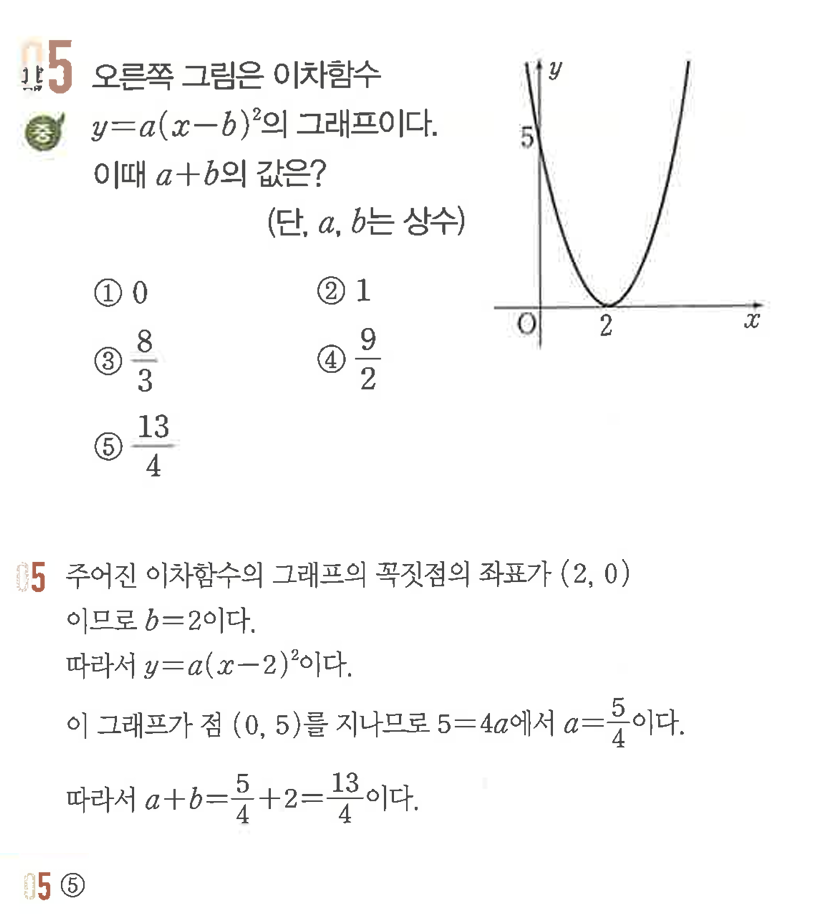 05
오른쪽 그림은 이차함수
중
y=a(x-b)²의 그래프이다.
이때 a+b의 값은?
(단, a, b는 상수)
① 0
② 1
③ 8/3
④ 9/2
⑤ 13/4
y
5
O
2
x
05 주어진 이차함수의 그래프의 꼭짓점의 좌표가 (2, 0)
이므로 b=2이다.
따라서 y=a(x-2)²이다.
이 그래프가 점 (0, 5)를 지나므로 5=4a에서 a=5/4이다.
따라서 a+b=5/4+2=13/4이다.
05 ⑤